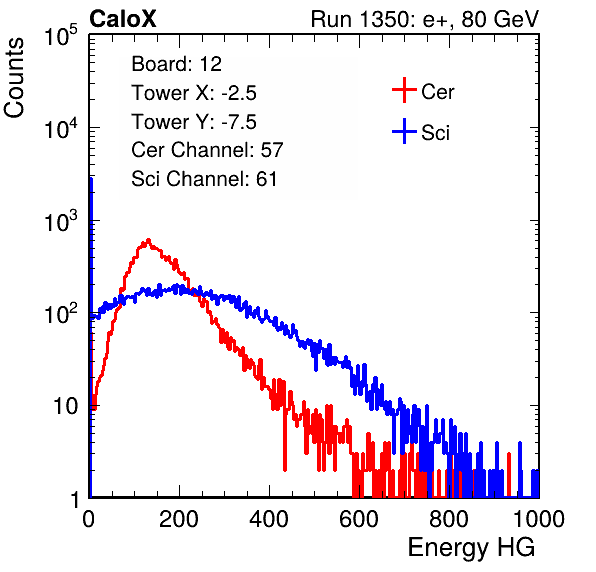 CaloX Run 1350: e+, 80 GeV
Counts
Board: 12
Tower X: -2.5
Tower Y: -7.5
Cer Channel: 57
Sci Channel: 61
Cer
Sci
10^5
10^4
10^3
10^2
10
1
0 200 400 600 800 1000
Energy HG